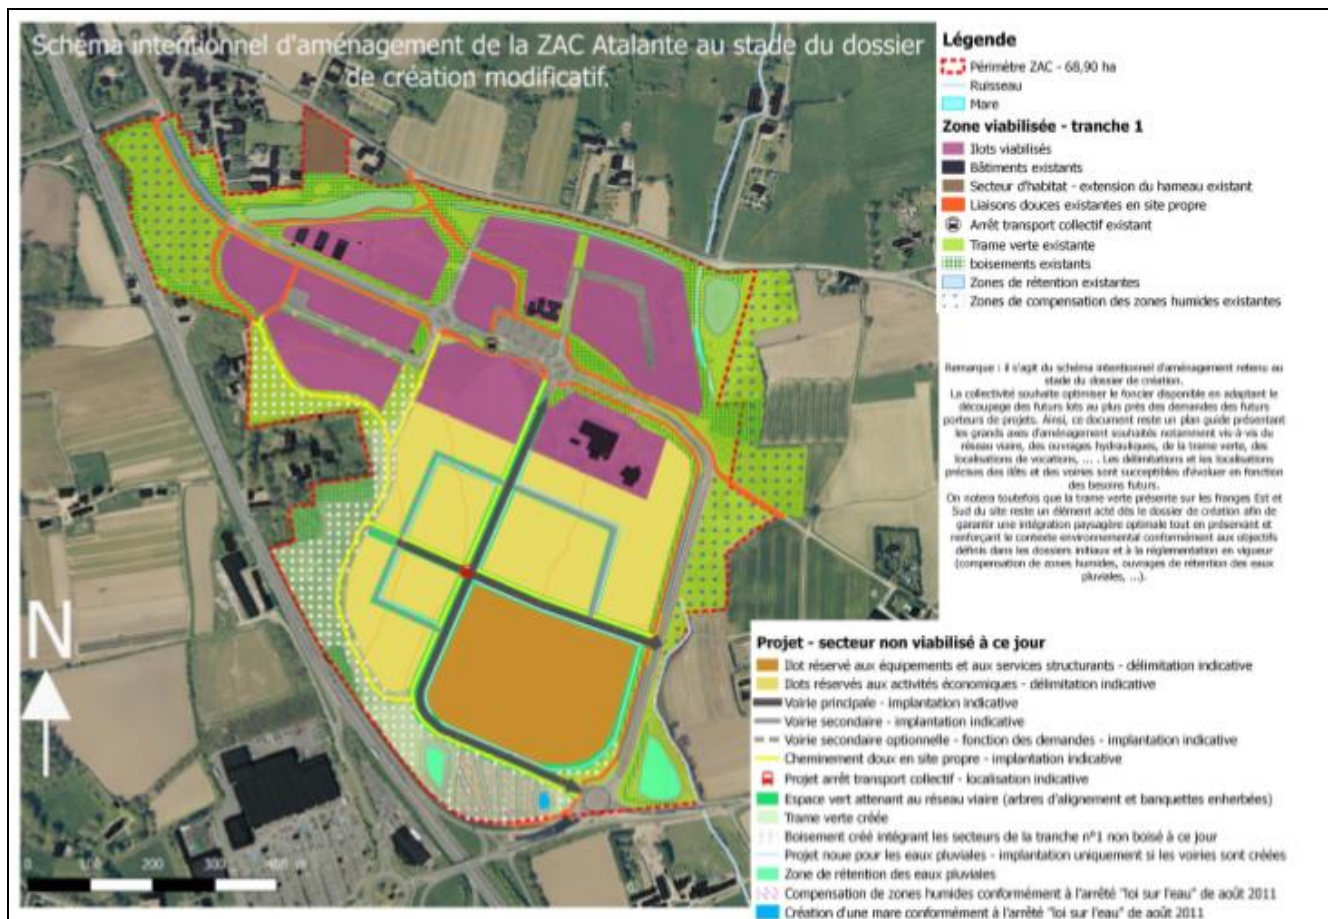 Schéma intentionnel d'aménagement de la ZAC Atalante au stade du dossier
de création modificatif.
Légende
Périmètre ZAC - 68,90 ha
Ruisseau
Mare
Zone viabilisée - tranche 1
Ilots viabilisés
Bâtiments existants
Secteur d'habitat - extension du hameau existant
Liaisons douces existantes en site propre
Arrêt transport collectif existant
Trame verte existante
boisements existants
Zones de rétention existantes
Zones de compensation des zones humides existantes
Remarque : il s'agit du schéma intentionnel d'aménagement retenu au
stade du dossier de création.
La collectivité souhaite optimiser le foncier disponible en adaptant le
découpage des futurs lots au plus près des demandes des futurs
porteurs de projets. Ainsi, ce document reste un plan guide présentant
les grands axes d'aménagement souhaités notamment vis à vis du
réseau viaire, des ouvrages hydrauliques, de la trame verte, des
localisations de vocations, ... . Les délimitations et les localisations
précises des ilôts et des voiries sont susceptibles d'évoluer en fonction
des besoins futurs.
On notera toutefois que la trame verte présente sur les franges Est et
Sud du site reste un élément acté dès le dossier de création afin de
garantir une intégration paysagère optimale tout en préservant et
renforçant le contexte environnemental conformément aux objectifs
définis dans les dossiers initiaux et à la réglementation en vigueur
(compensation de zones humides, ouvrages de rétention des eaux
pluviales, ...).
N
Projet - secteur non viabilisé à ce jour
Ilot réservé aux équipements et aux services structurants - délimitation indicative
Ilots réservés aux activités économiques - délimitation indicative
Voirie principale - implantation indicative
Voirie secondaire - implantation indicative
Voirie secondaire optionnelle - fonction des demandes - implantation indicative
Cheminement doux en site propre - implantation indicative
Projet arrêt transport collectif - localisation indicative
Espace vert attenant au réseau viaire (arbres d'alignement et banquettes enherbées)
Trame verte créée
Boisement créé intégrant les secteurs de la tranche n°1 non boisé à ce jour
Projet noue pour les eaux pluviales - implantation uniquement si les voiries sont créées
Zone de rétention des eaux pluviales
Compensation de zones humides conformément à l'arrêté "loi sur l'eau" de août 2011
Création d'une mare conformément à l'arrêté "loi sur l'eau" de août 2011
0 100 200 300 400 m